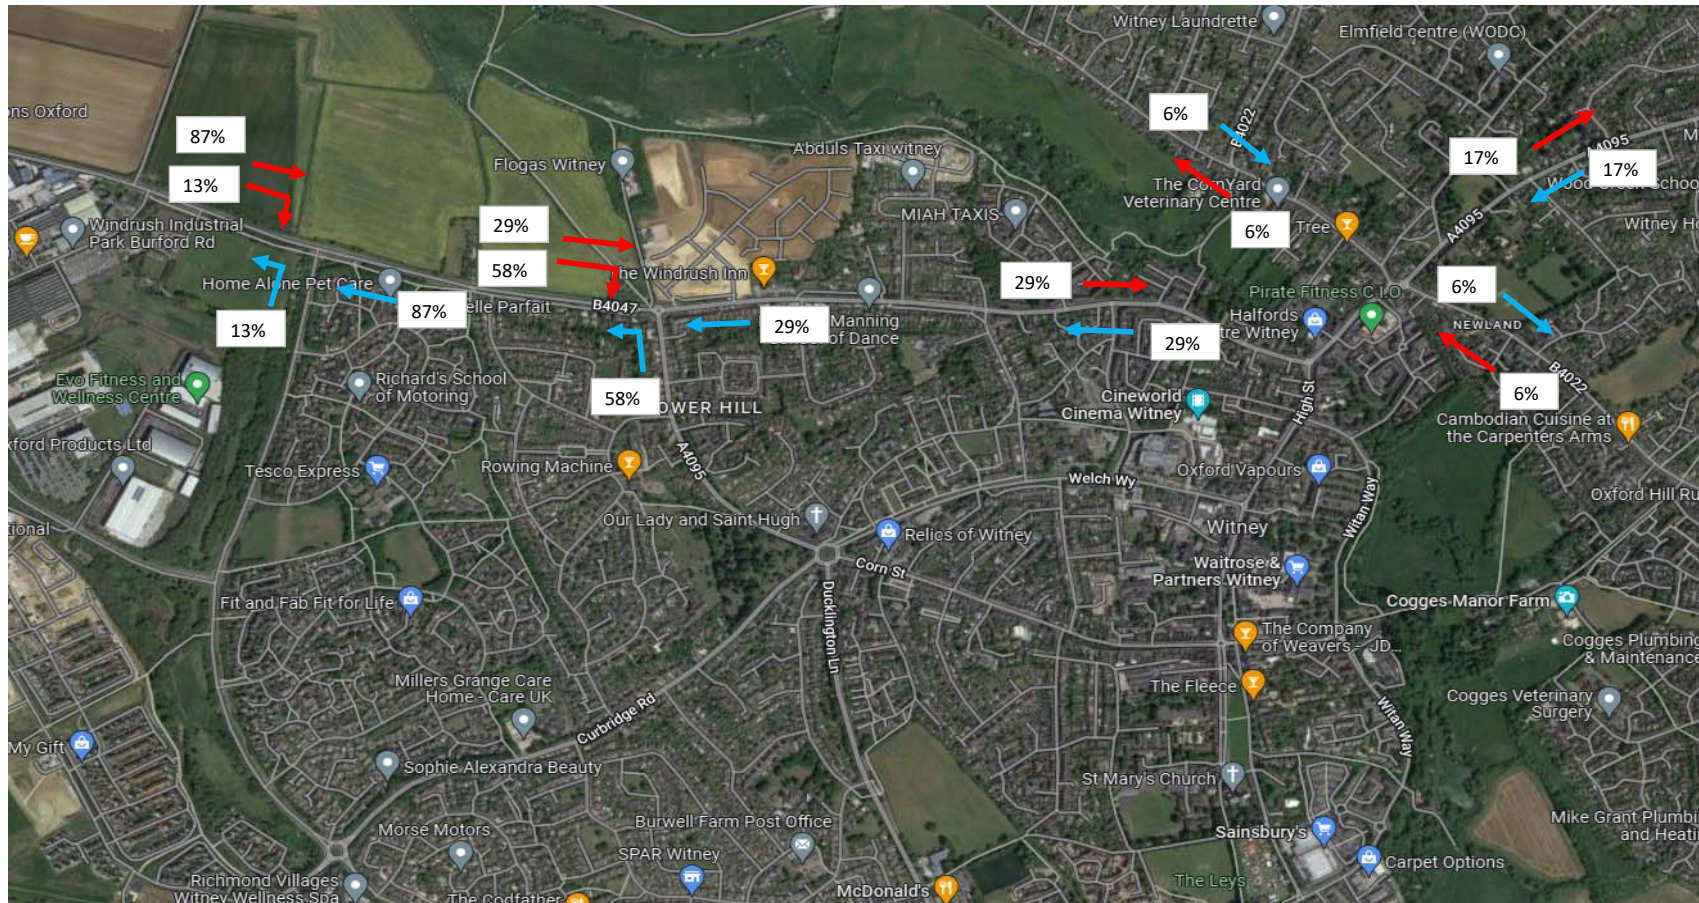 Witney Laundrette
Elmfield centre (WODC)
ons Oxford
6%
B4022
87%
17%
A4095
Abduls Taxi witney
Flogas Witney
17%
13%
The CornYard
Veterinary Centre
Wood Green School
MIAH TAXIS
Windrush Industrial
Park Burford Rd
29%
6%
Tree
A4095
Witney Ho
58%
The Windrush Inn
Home Alone Pet Care
29%
Pirate Fitness C.I.O
6%
elle Parfait
B4047
87%
13%
29%
Manning
of Dance
Halfords
tre Witney
29%
NEWLAND
Evo Fitness and
Wellness Centre
Richard's School
of Motoring
58%
OWER HILL
Cineworld
Cinema Witney
High St
B4022
6%
Cambodian Cuisine at
the Carpenters Arms
xford Products Ltd
Tesco Express
Rowing Machine
A4095
Welch Wy
Oxford Vapours
Oxford Hill Ru
Witan Way
tional
Our Lady and Saint Hugh
Relics of Witney
Witney
Corn St
Waitrose &
Partners Witney
Fit and Fab Fit for Life
Ducklington Ln
Cogges Manor Farm
The Company
of Weavers - JD...
Cogges Plumbing
& Maintenance
Millers Grange Care
Home - Care UK
The Fleece
Cogges Veterinary
Surgery
Curbridge Rd
Witan Way
My Gift
Sophie Alexandra Beauty
St Mary's Church
Morse Motors
Burwell Farm Post Office
Sainsbury's
Mike Grant Plumbi
and Heati
SPAR Witney
Carpet Options
Richmond Villages
Witney Wellness Spa
The Codfather
McDonald's
The Leys